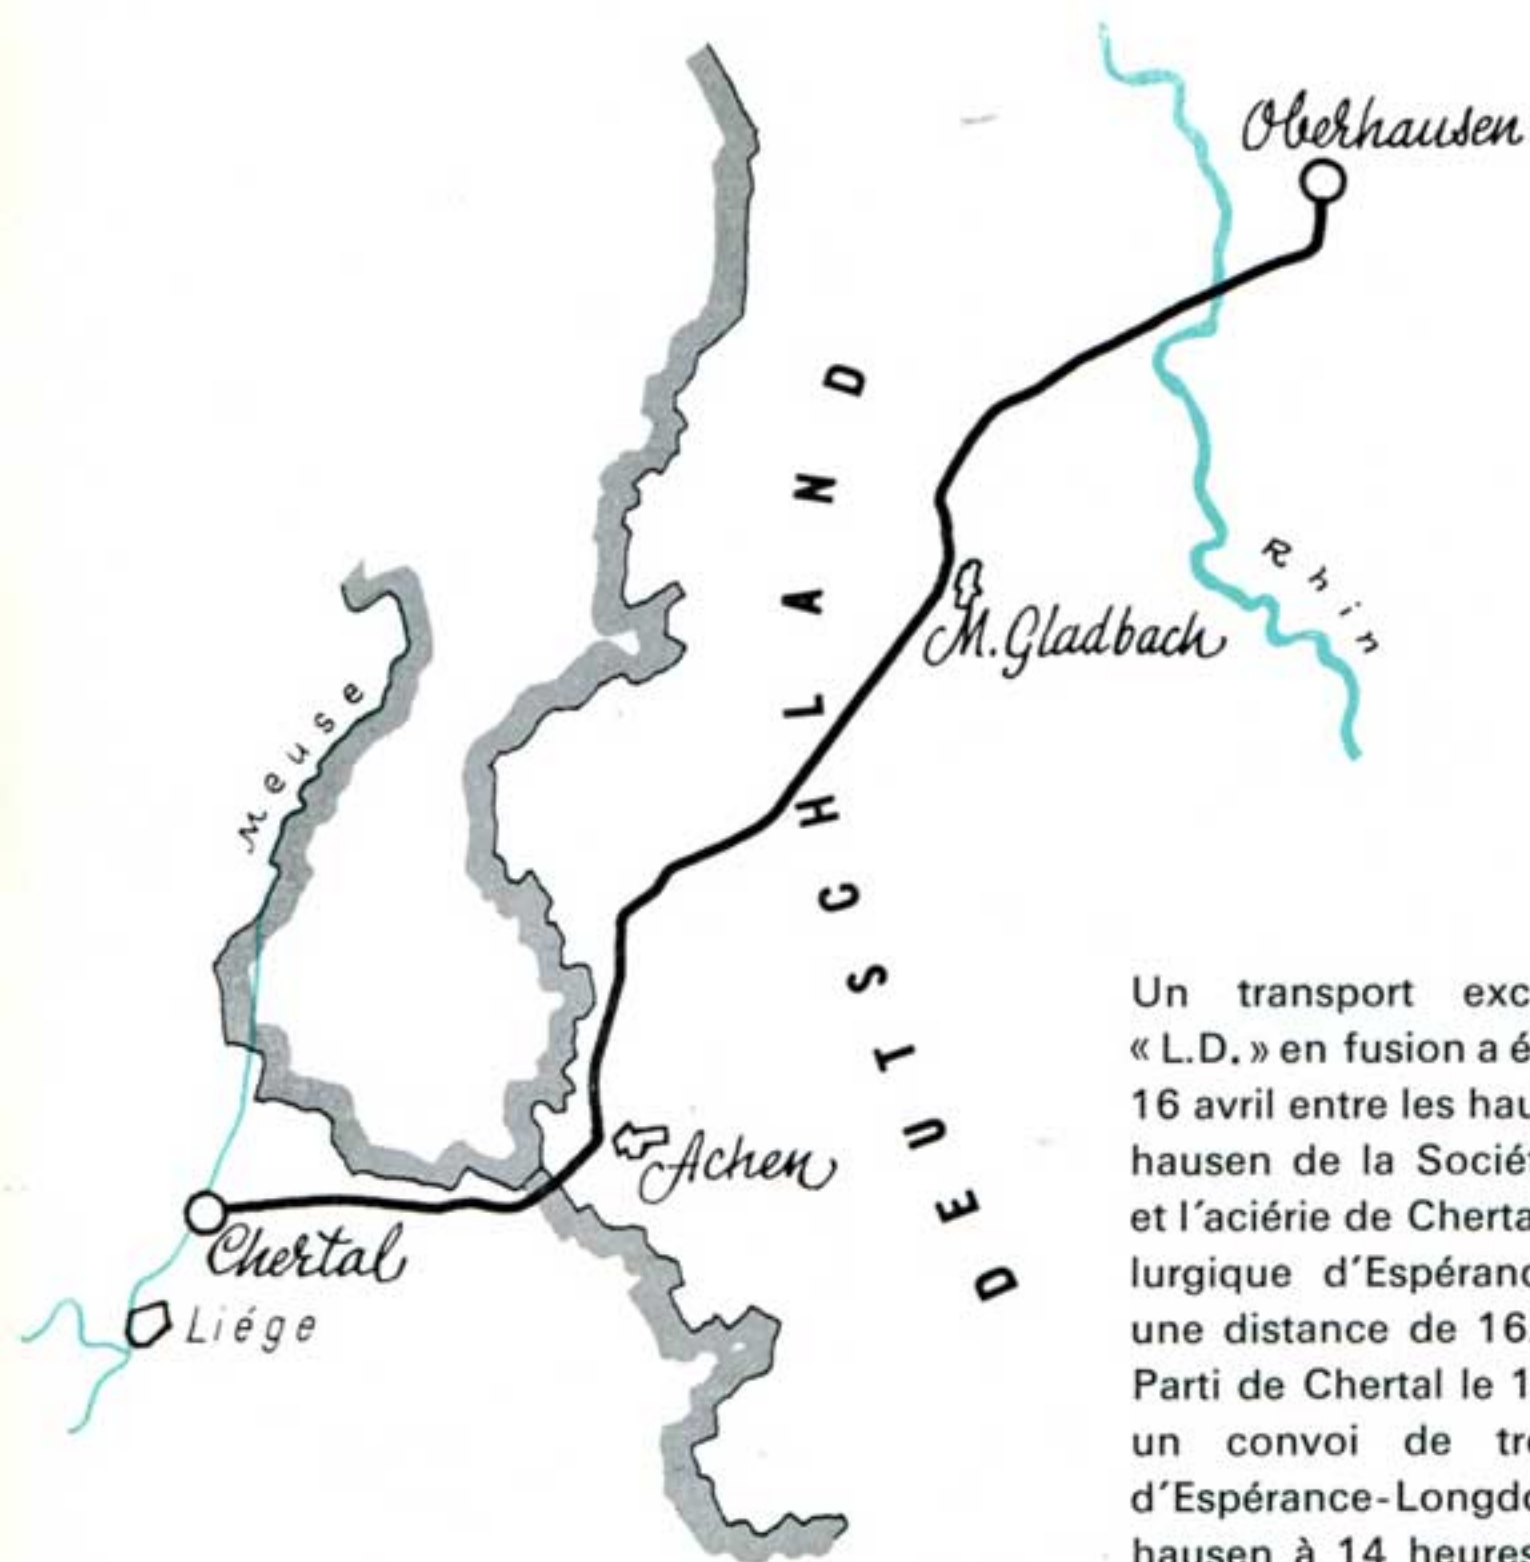 Oberhausen
DEUTSCHLAND
Rhin
M. Gladbach
Meuse
Achen
Chertal
Liége
Un transport exc
« L.D. » en fusion a é
16 avril entre les hau
hausen de la Sociét
et l'aciérie de Cherta
lurgique d'Espéranc
une distance de 16
Parti de Chertal le 1
un convoi de tr
d'Espérance-Longdo
hausen à 14 heures